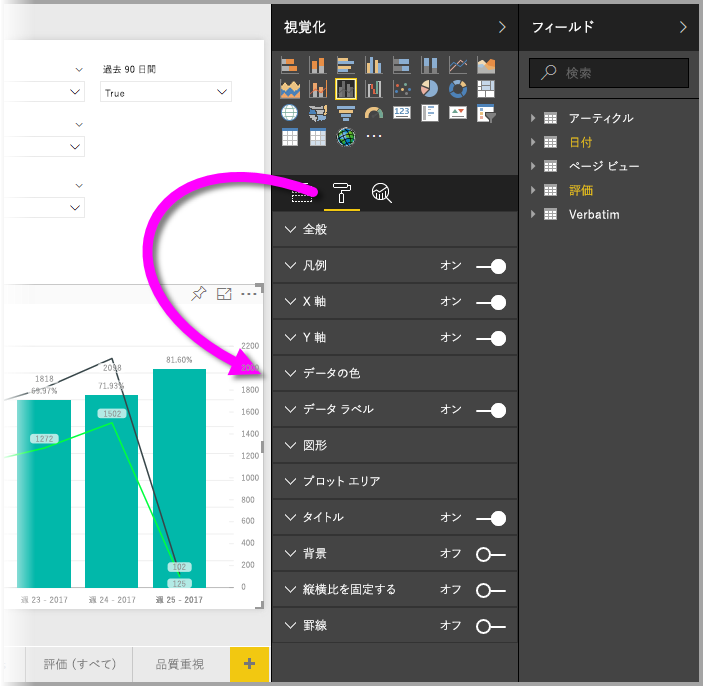 過去 90 日間
True
1818
69.97%
1272
2098
71.93%
1502
81.60%
102
125
2200
2000
1800
1600
1400
1200
1000
800
600
400
200
0
週 23 - 2017
週 24 - 2017
週 25 - 2017
評価 (すべて)
品質重視
+
視覚化
123
全般
凡例 オン
X 軸 オン
Y 軸 オン
データの色
データ ラベル オン
図形
プロット エリア
タイトル オン
背景 オフ
縦横比を固定する オフ
罫線 オフ
フィールド
検索
アーティクル
日付
ページ ビュー
評価
Verbatim